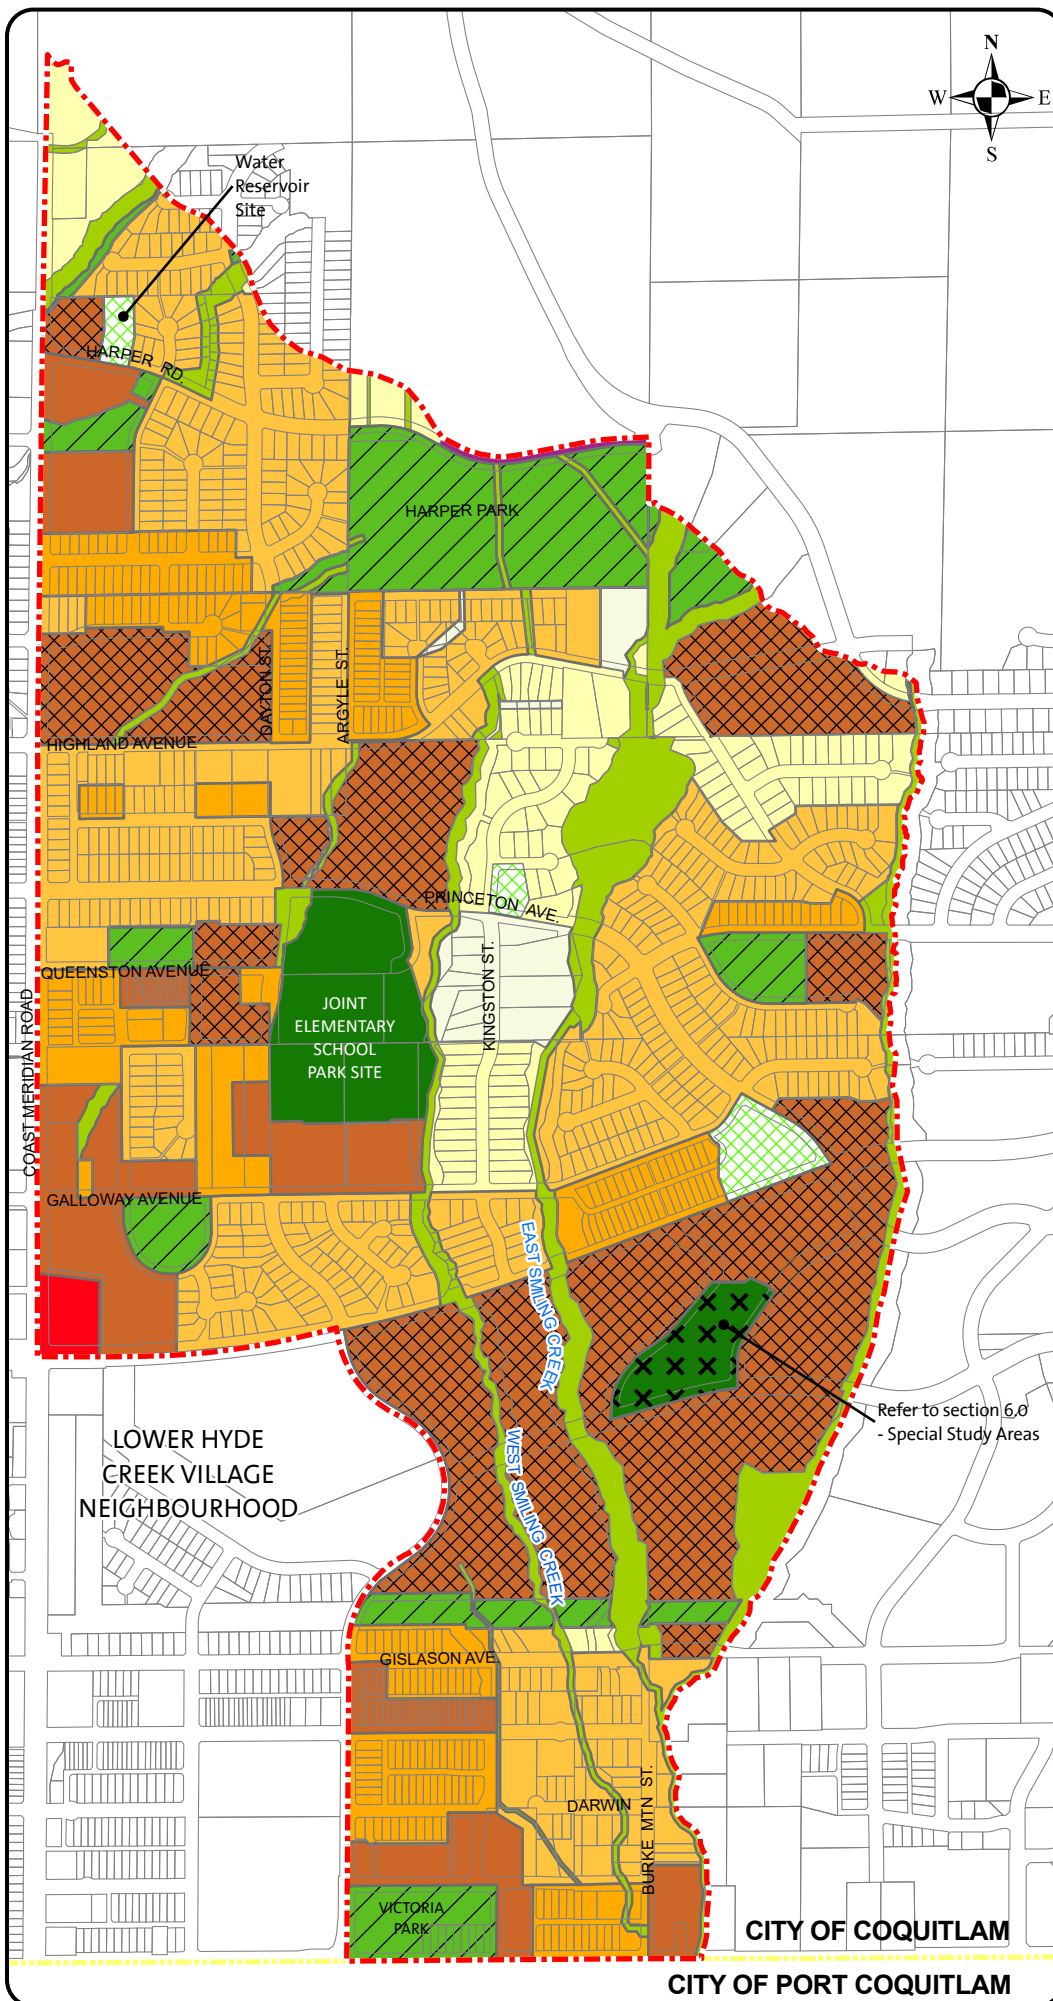 N
W E
S
Water
Reservoir
Site
HARPER RD.
HARPER PARK
DAYTON ST.
ARGYLE ST.
HIGHLAND AVENUE
PRINCETON AVE.
QUEENSTON AVENUE
KINGSTON ST.
JOINT
ELEMENTARY
SCHOOL
PARK SITE
COAST MERIDIAN ROAD
GALLOWAY AVENUE
EAST SMILING CREEK
WEST SMILING CREEK
Refer to section 6.0
- Special Study Areas
LOWER HYDE
CREEK VILLAGE
NEIGHBOURHOOD
GISLASON AVE.
DARWIN
BURKE MTN ST.
VICTORIA
PARK
CITY OF COQUITLAM
CITY OF PORT COQUITLAM